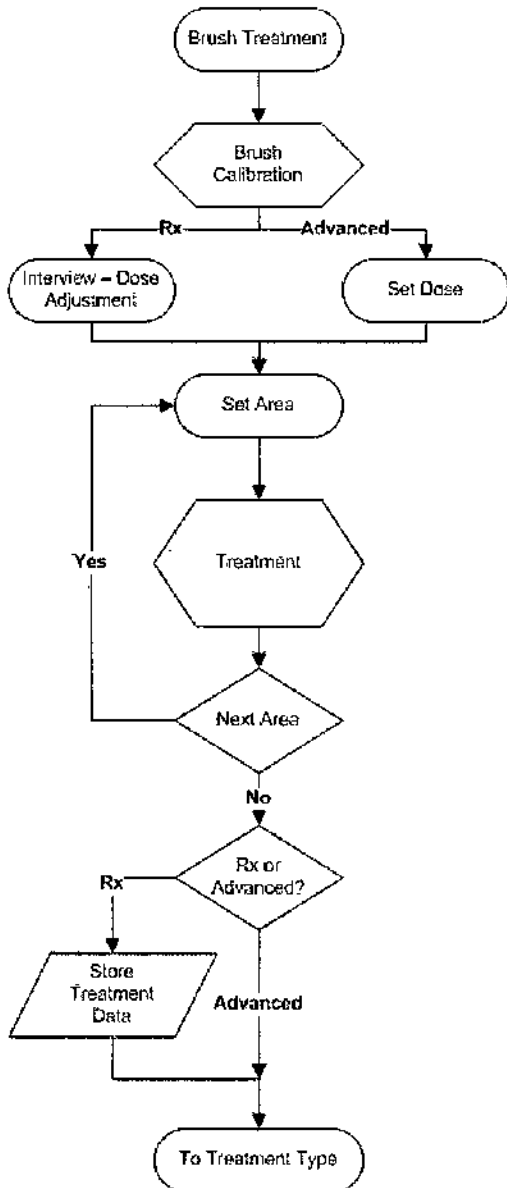 Brush Treatment
Brush
Calibration
Rx
Advanced
Interview – Dose
Adjustment
Set Dose
Set Area
Treatment
Yes
Next Area
No
Rx or
Advanced?
Rx
Store
Treatment
Data
Advanced
To Treatment Type